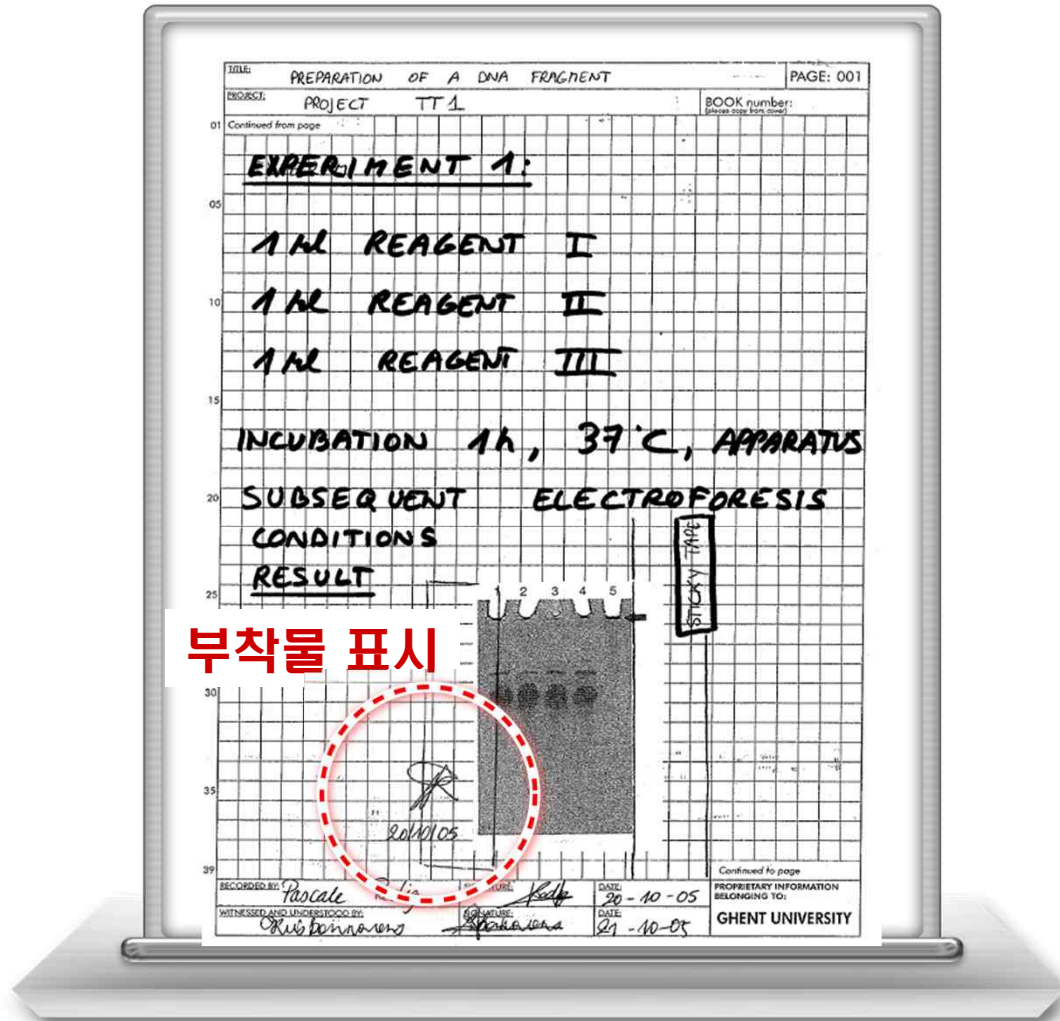 TITLE: PREPARATION OF A DNA FRAGMENT PAGE: 001
PROJECT: PROJECT TT1 BOOK number:
(please copy from cover)
01 Continued from page
EXPERIMENT 1:
05
1 µl REAGENT I
10 1 µl REAGENT II
1 µl REAGENT III
15
INCUBATION 1h, 37°C, APPARATUS
20 SUBSEQUENT ELECTROFORESIS
CONDITIONS
STICKY TAPE
25 RESULT
1 2 3 4 5
부착물 표시
30
35
20/10/05
39 Continued to page
RECORDED BY: Pascale SIGNATURE: DATE: 20-10-05 PROPRIETARY INFORMATION
BELONGING TO:
WITNESSED AND UNDERSTOOD BY: SIGNATURE: DATE: 21-10-05 GHENT UNIVERSITY